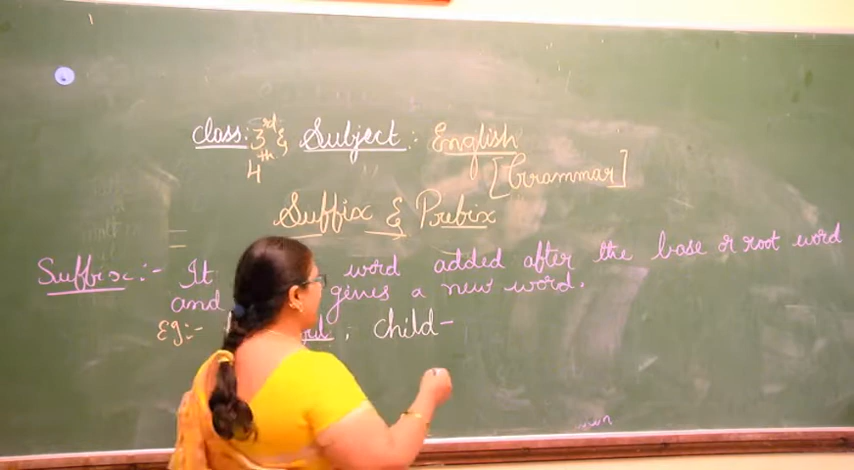 Class: 3rd & Subject: English
4th [Grammar]
Suffix & Prefix
Suffix:- It word added after the base or root word
and gives a new word.
Eg:- ; child-